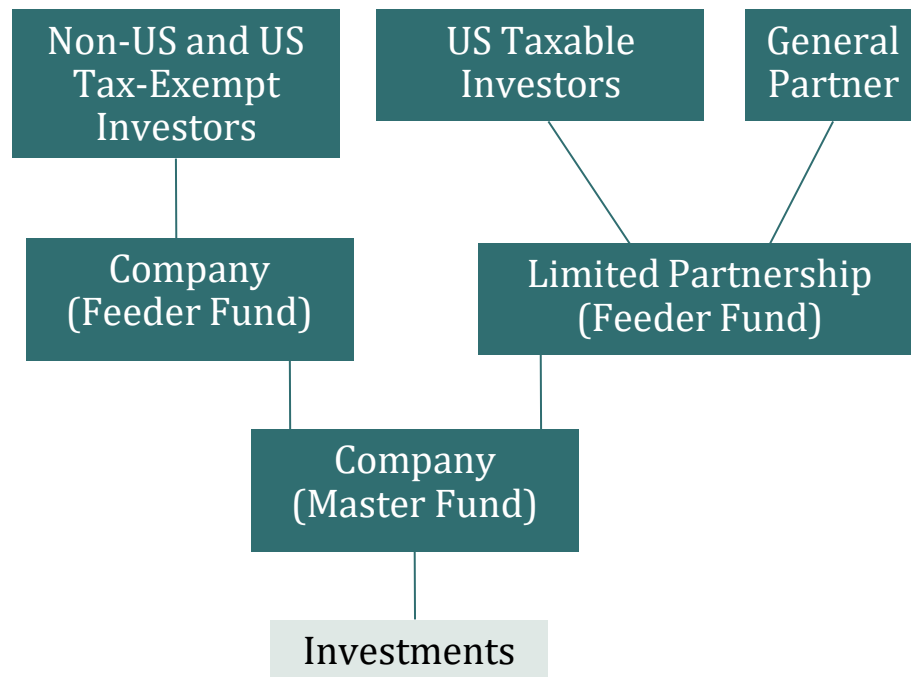 Non-US and US
Tax-Exempt
Investors
US Taxable
Investors
General
Partner
Company
(Feeder Fund)
Limited Partnership
(Feeder Fund)
Company
(Master Fund)
Investments